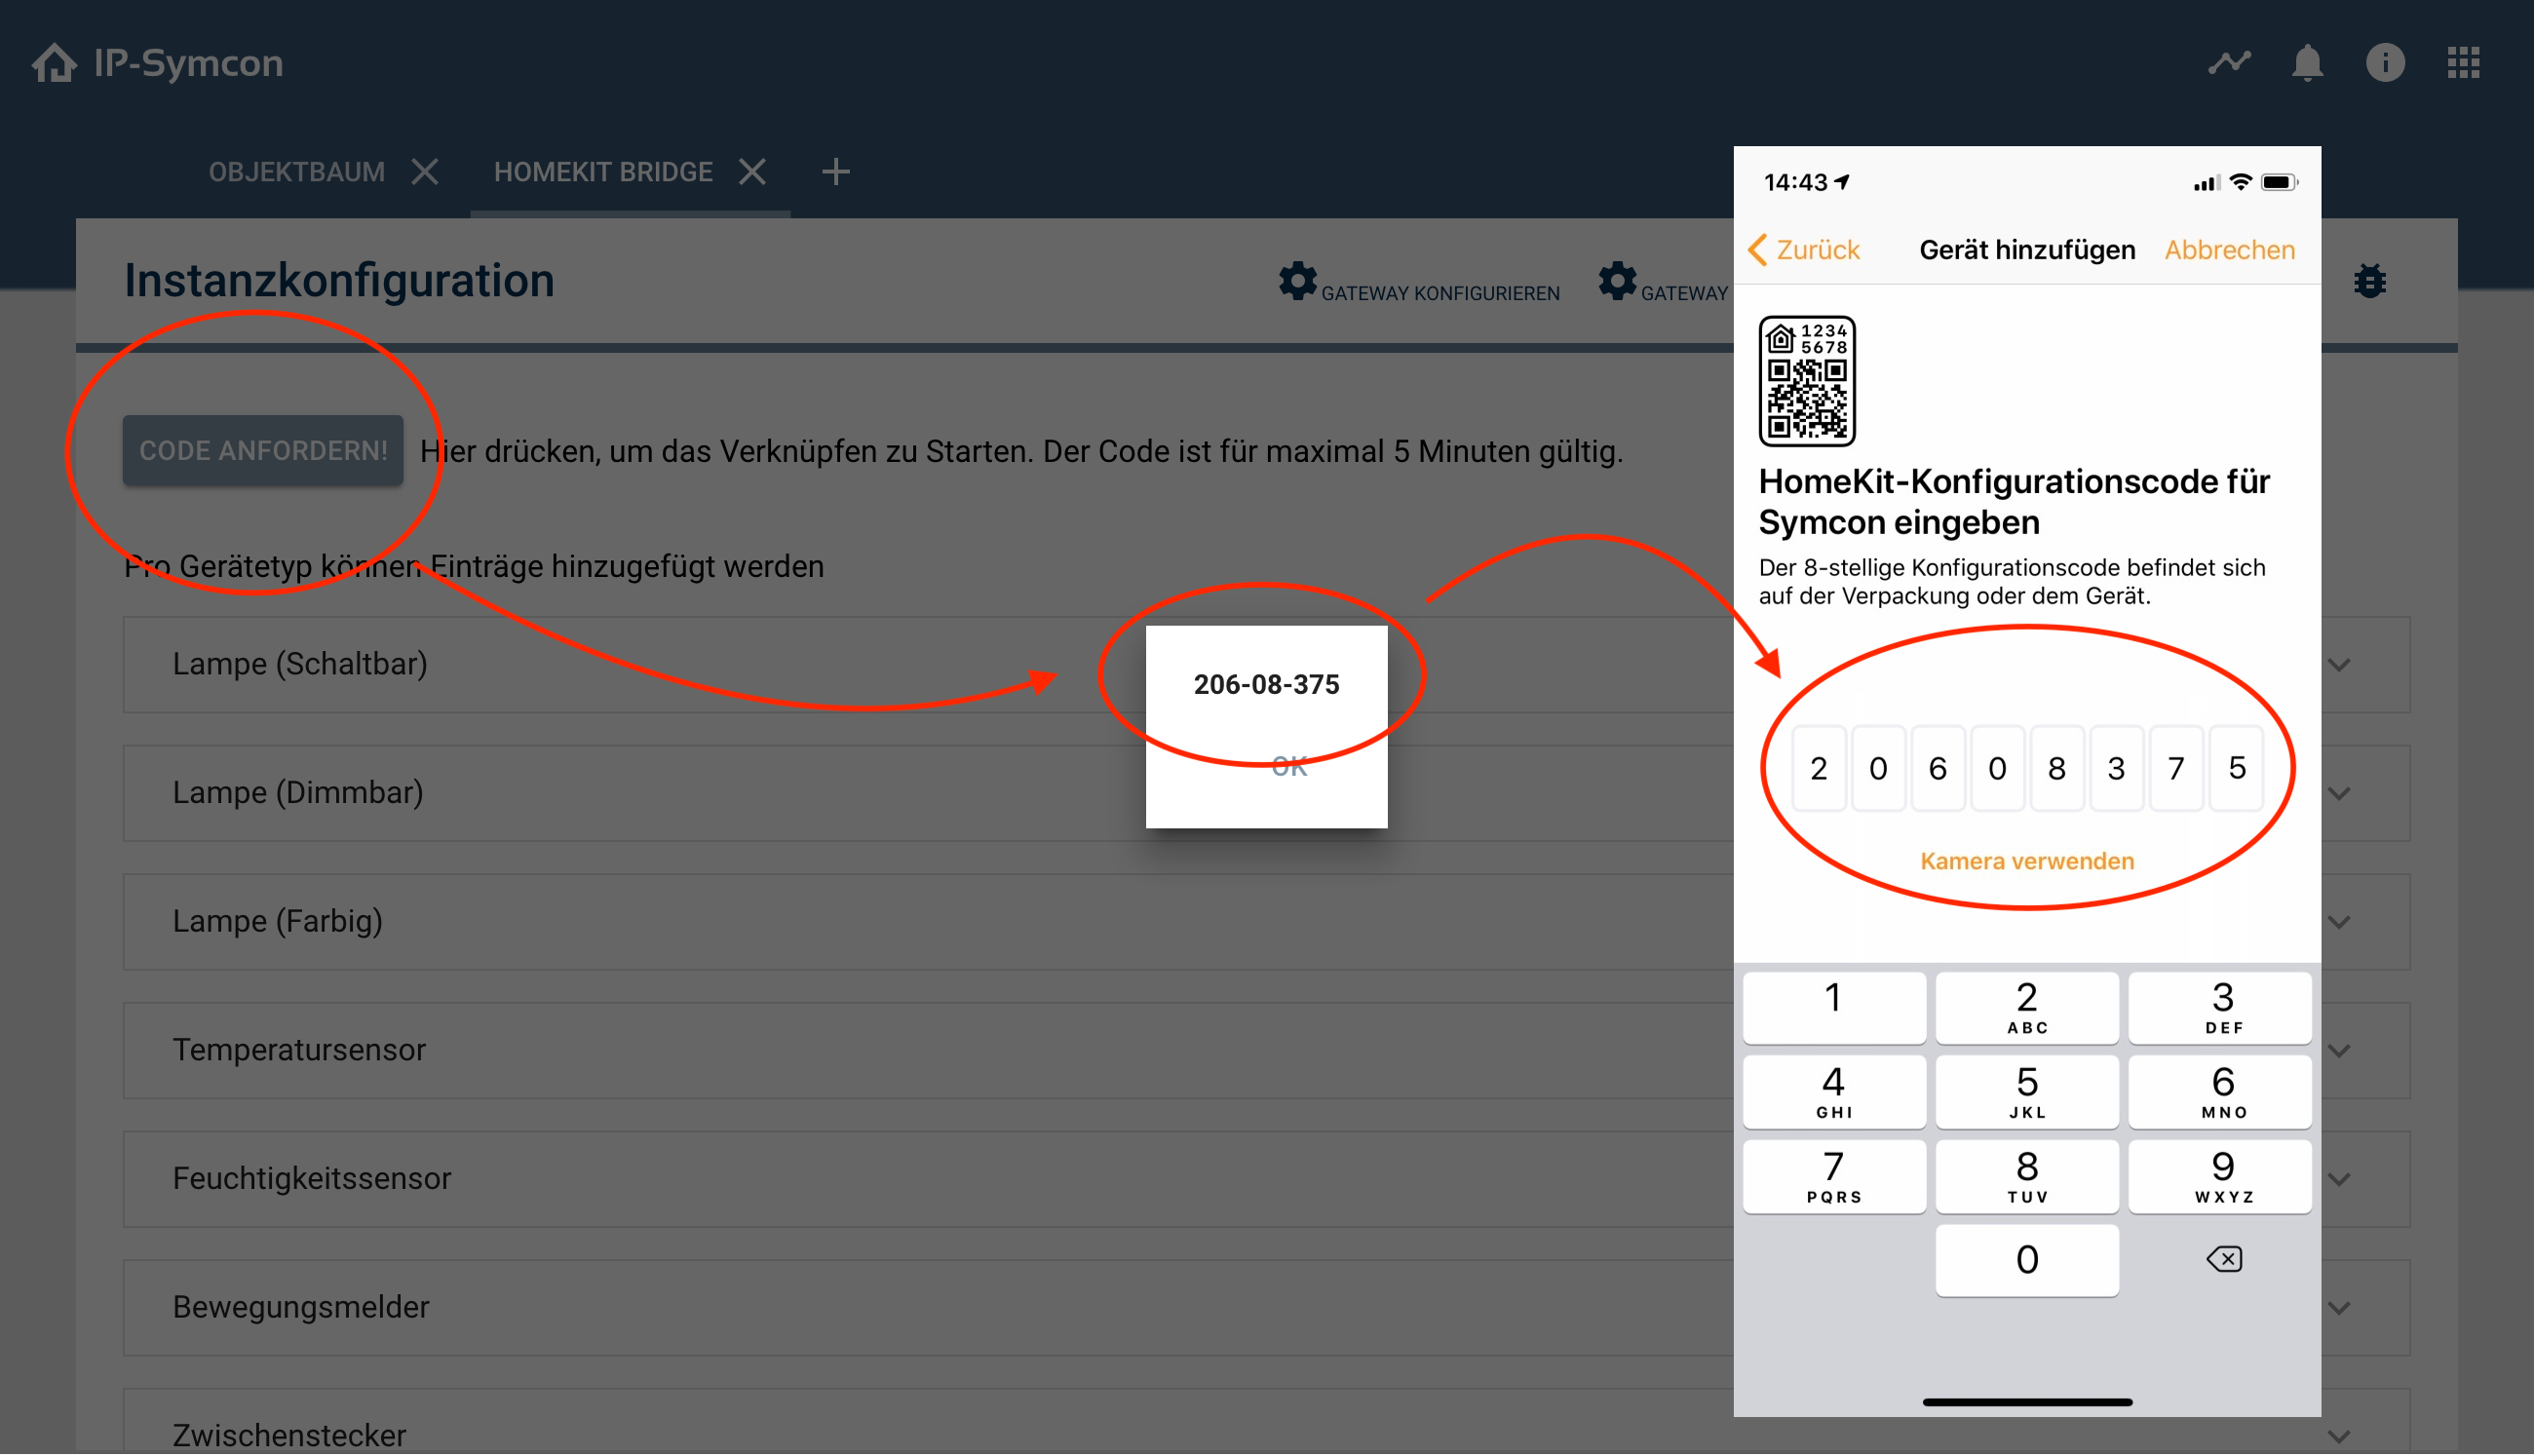 IP-Symcon
OBJEKTBAUM
HOMEKIT BRIDGE
Instanzkonfiguration
GATEWAY KONFIGURIEREN
GATEWAY
CODE ANFORDERN!
Hier drücken, um das Verknüpfen zu Starten. Der Code ist für maximal 5 Minuten gültig.
Pro Gerätetyp können Einträge hinzugefügt werden
Lampe (Schaltbar)
Lampe (Dimmbar)
Lampe (Farbig)
Temperatursensor
Feuchtigkeitssensor
Bewegungsmelder
Zwischenstecker
206-08-375
OK
14:43
Zurück
Gerät hinzufügen
Abbrechen
1234
5678
HomeKit-Konfigurationscode für
Symcon eingeben
Der 8-stellige Konfigurationscode befindet sich
auf der Verpackung oder dem Gerät.
2 0 6 0 8 3 7 5
Kamera verwenden
1 2 3
ABC DEF
4 5 6
GHI JKL MNO
7 8 9
PQRS TUV WXYZ
0